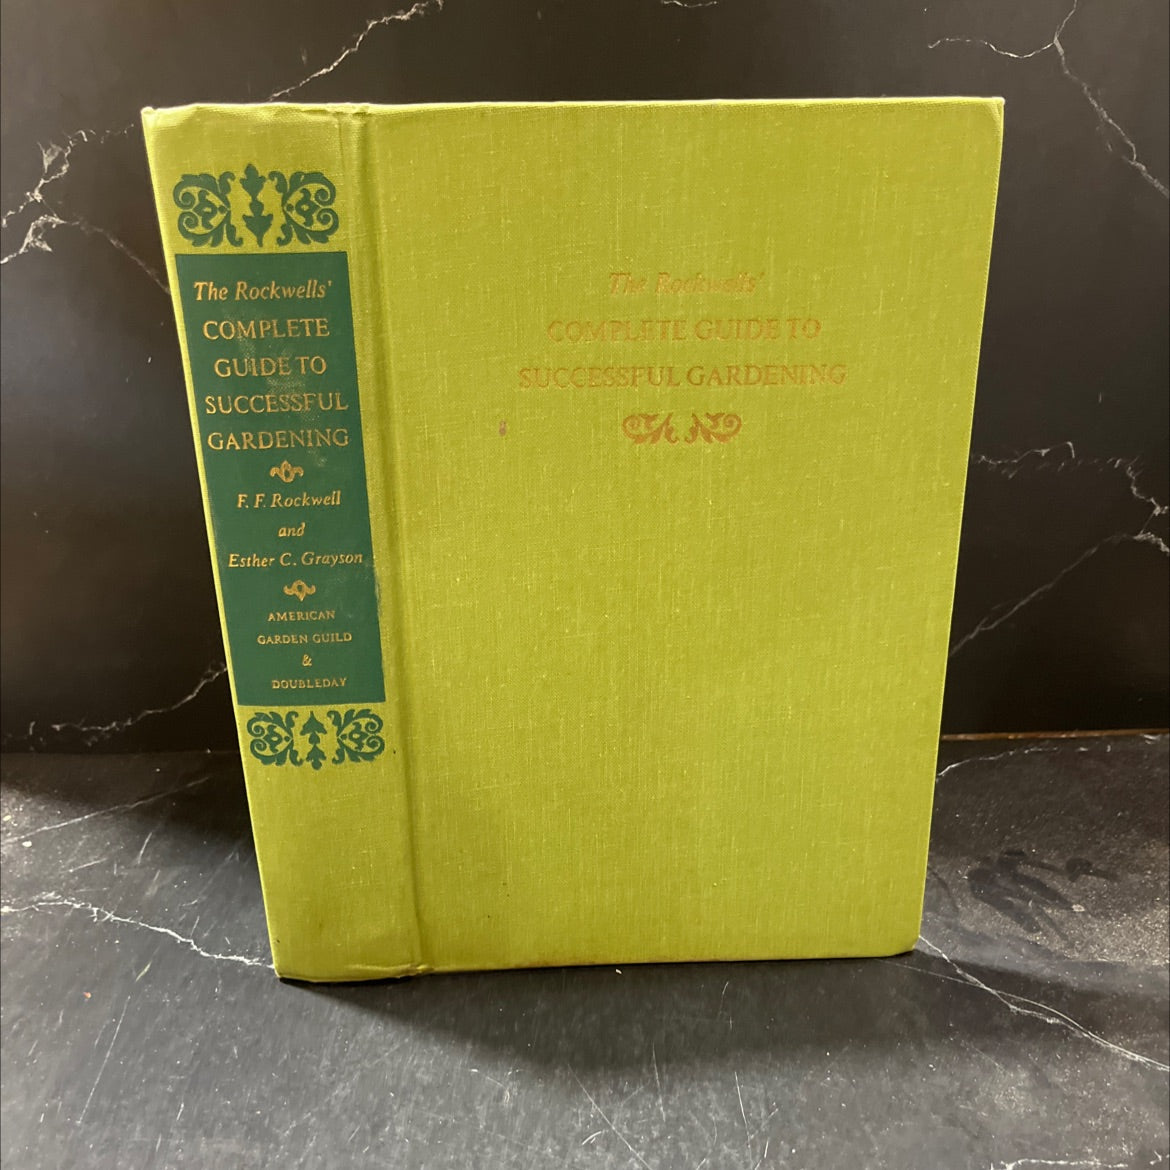 The Rockwells'
COMPLETE
GUIDE TO
SUCCESSFUL
GARDENING
F. F. Rockwell
and
Esther C. Grayson
AMERICAN
GARDEN GUILD
&
DOUBLEDAY
The Rockwells'
COMPLETE GUIDE TO
SUCCESSFUL GARDENING